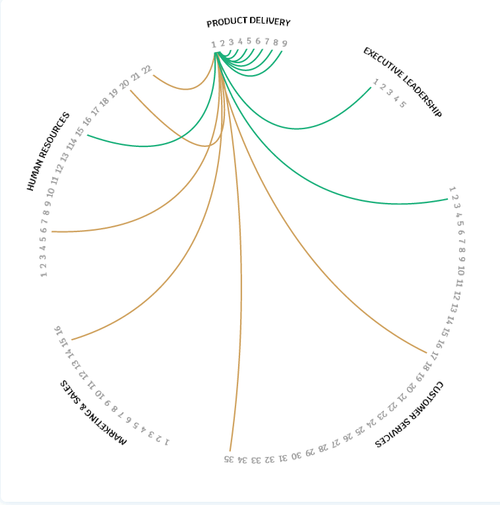 PRODUCT DELIVERY
1 2 3 4 5 6 7 8 9
EXECUTIVE LEADERSHIP
1 2 3 4 5
CUSTOMER SERVICES
1 2 3 4 5 6 7 8 9 10 11 12 13 14 15 16 17 18 19 20 21 22 23 24 25 26 27 28 29 30 31 32 33 34 35
MARKETING & SALES
1 2 3 4 5 6 7 8 9 10 11 12 13 14 15 16
HUMAN RESOURCES
1 2 3 4 5 6 7 8 9 10 11 12 13 114 15 16 17 18 19 20 21 22